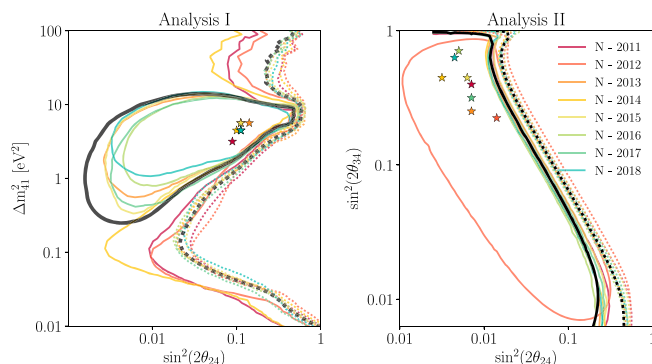 Analysis I
100
10
1
0.1
0.01
Δm²₄₁ [eV²]
0.01
0.1
1
sin²(2θ₂₄)
Analysis II
1
0.1
0.01
sin²(2θ₃₄)
0.001
0.01
0.1
1
sin²(2θ₂₄)
N - 2011
N - 2012
N - 2013
N - 2014
N - 2015
N - 2016
N - 2017
N - 2018